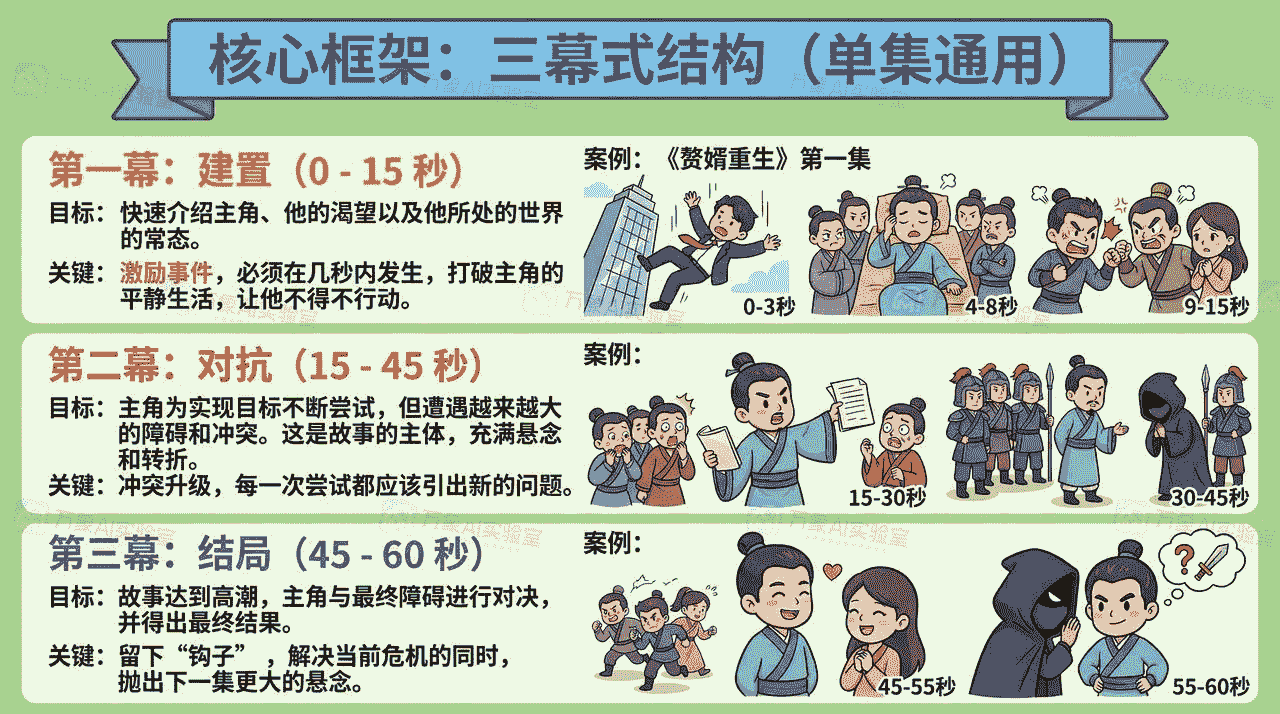 核心框架：三幕式结构（单集通用）
第一幕：建置（0 - 15 秒）
目标：快速介绍主角、他的渴望以及他所处的世界
的常态。
关键：激励事件，必须在几秒内发生，打破主角的
平静生活，让他不得不行动。
案例：《赘婿重生》第一集
0-3秒
4-8秒
9-15秒
第二幕：对抗（15 - 45 秒）
目标：主角为实现目标不断尝试，但遭遇越来越大
的障碍和冲突。这是故事的主体，充满悬念
和转折。
关键：冲突升级，每一次尝试都应该引出新的问题。
案例：
15-30秒
30-45秒
第三幕：结局（45 - 60 秒）
目标：故事达到高潮，主角与最终障碍进行对决，
并得出最终结果。
关键：留下“钩子”，解决当前危机的同时，
抛出下一集更大的悬念。
案例：
45-55秒
?
55-60秒
万象AI实验室